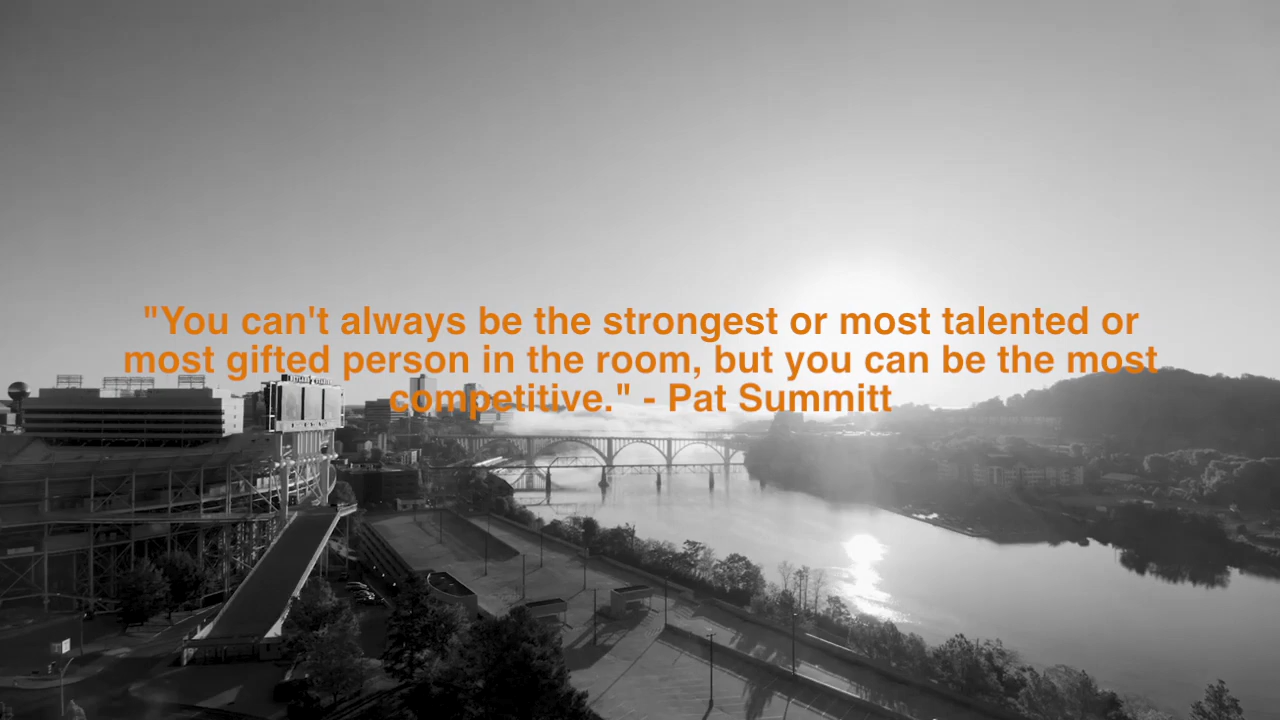 "You can't always be the strongest or most talented or
most gifted person in the room, but you can be the most
competitive." - Pat Summitt